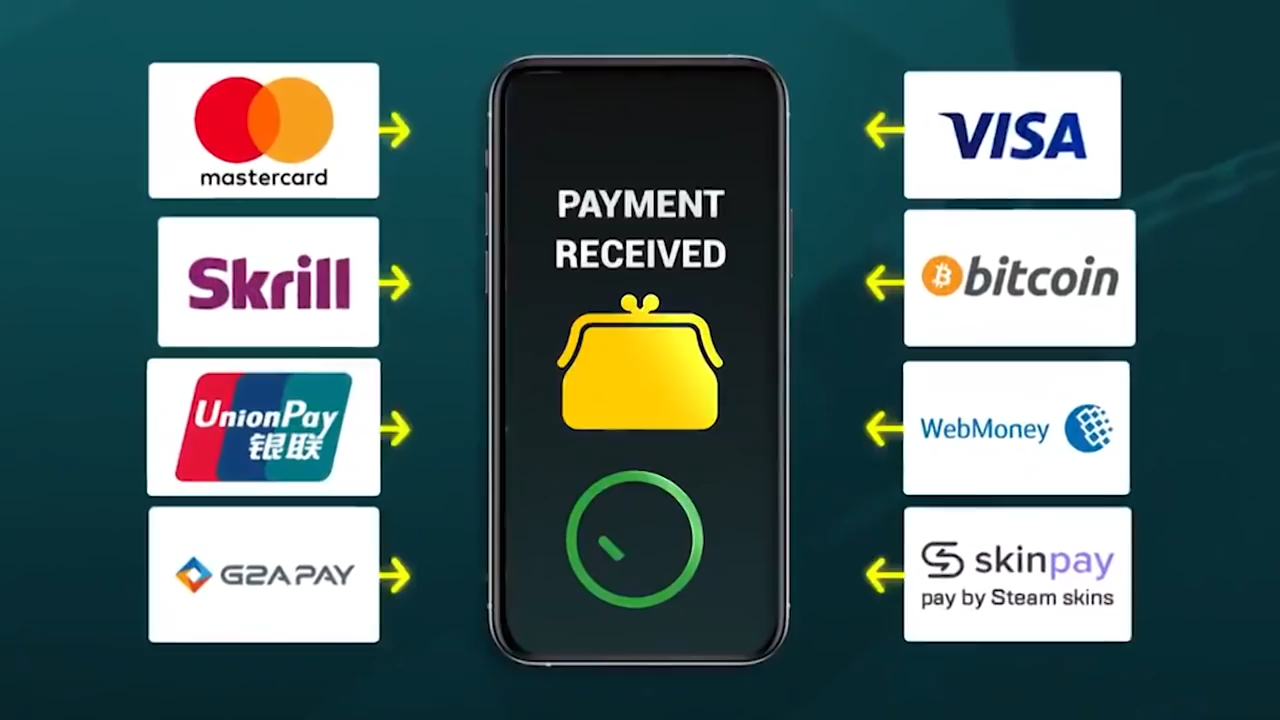 mastercard
Skrill
UnionPay
银联
G2A PAY
PAYMENT
RECEIVED
VISA
bitcoin
WebMoney
skinpay
pay by Steam skins